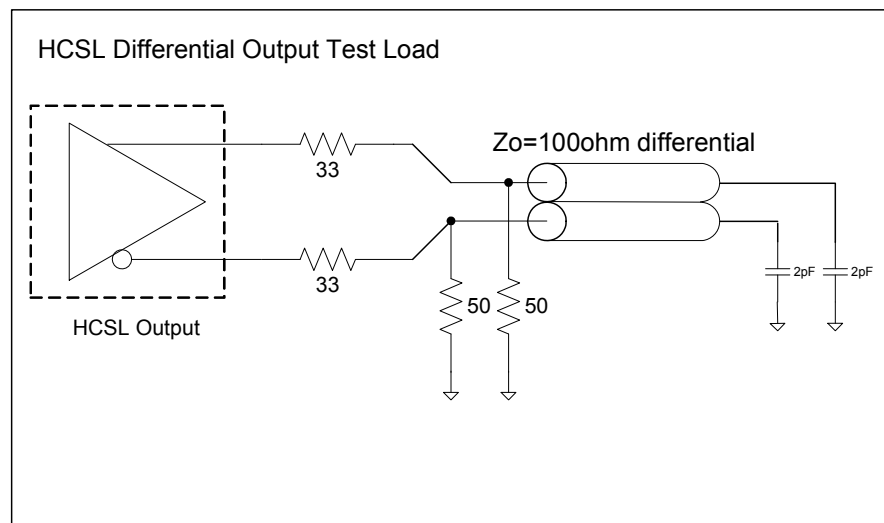 HCSL Differential Output Test Load
Zo=100ohm differential
33
33
50
50
2pF
2pF
HCSL Output